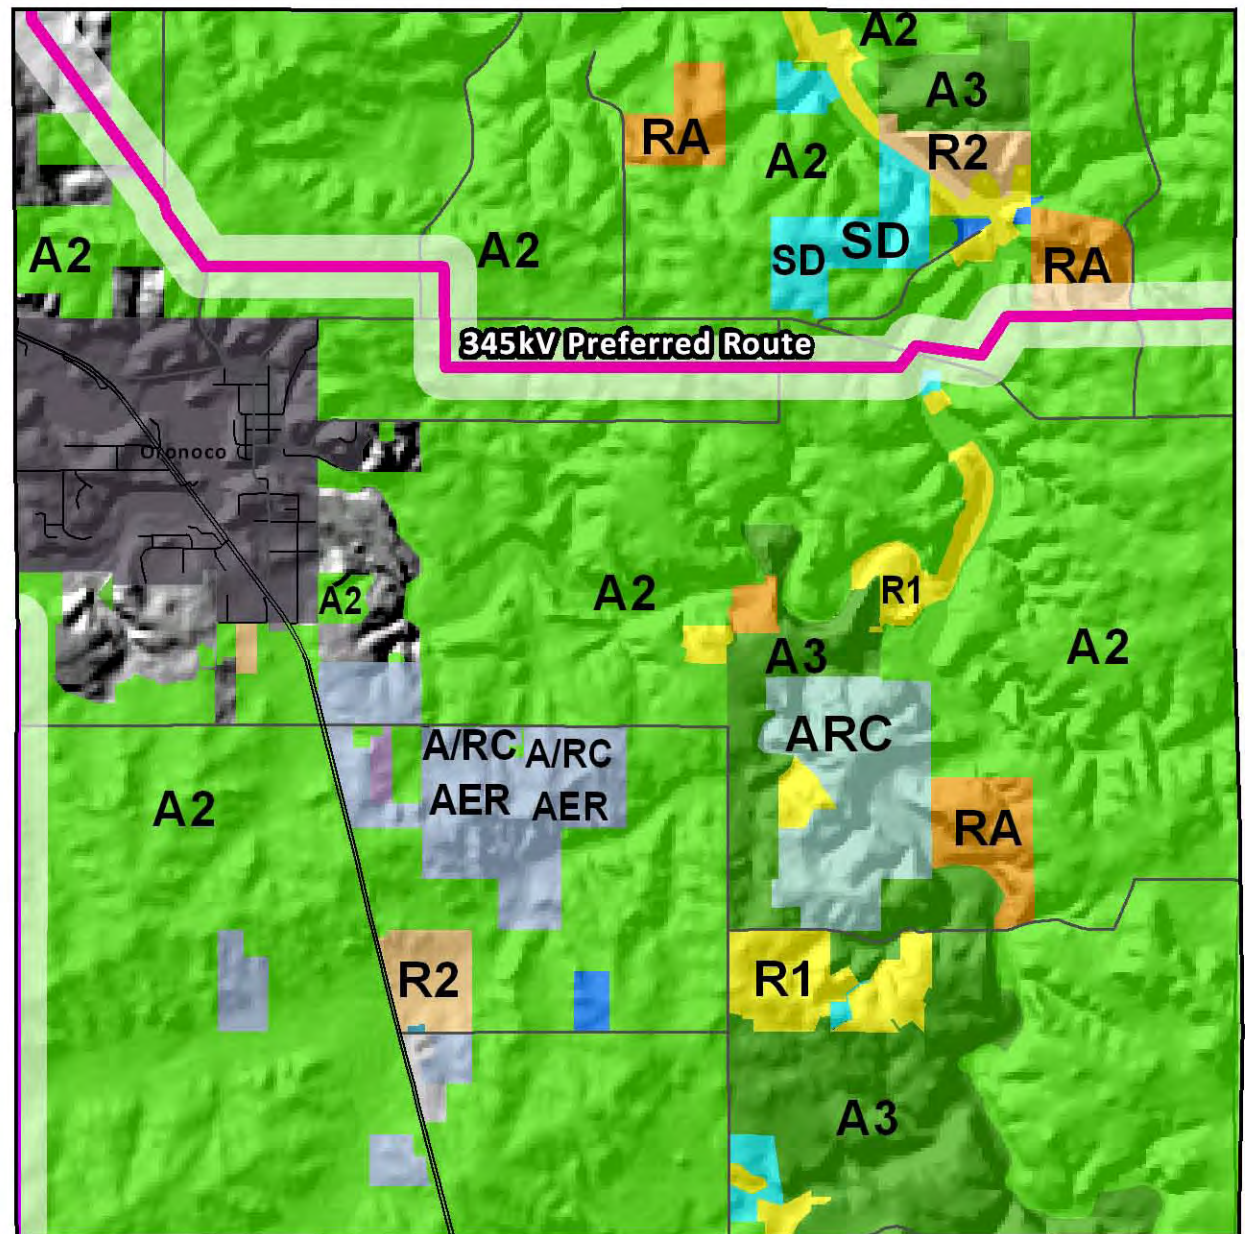 A2
A3
RA
R2
A2
SD
SD
A2
A2
RA
345kV Preferred Route
Oronoco
A2
A2
R1
A3
A2
ARC
A/RC
A/RC
AER
AER
A2
RA
R2
R1
A3